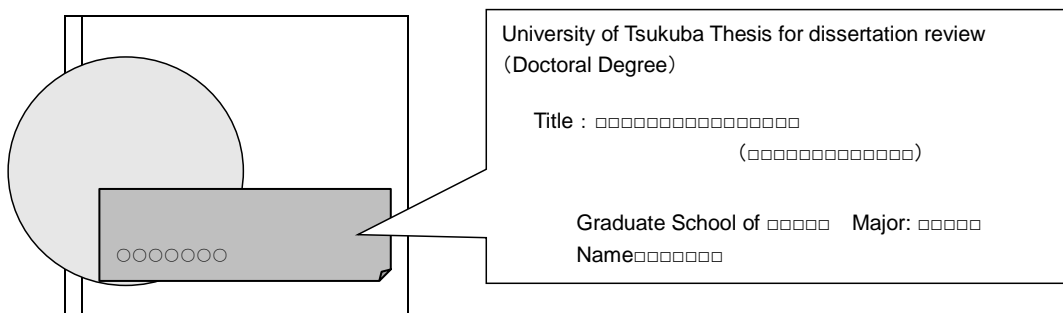 University of Tsukuba Thesis for dissertation review
（Doctoral Degree）
Title：□□□□□□□□□□□□□□□□
（□□□□□□□□□□□□□）
Graduate School of □□□□□ Major: □□□□□
Name□□□□□□□
○○○○○○○